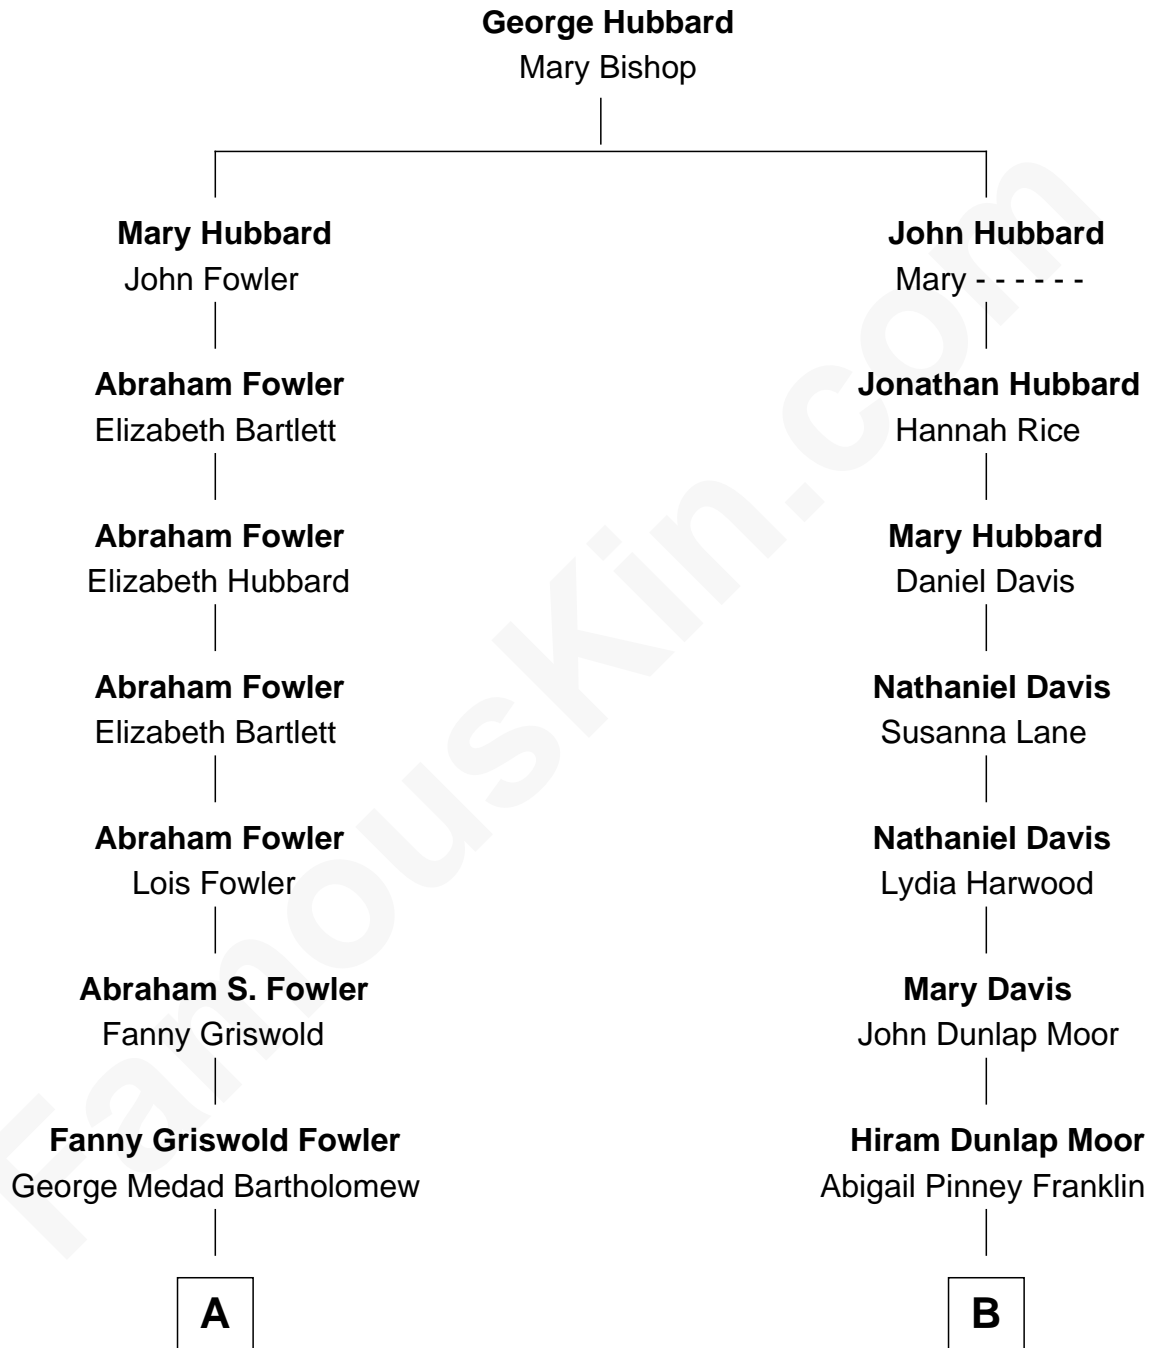 George Hubbard
Mary Bishop
Mary Hubbard
John Fowler
John Hubbard
Mary - - - - - -
Abraham Fowler
Elizabeth Bartlett
Jonathan Hubbard
Hannah Rice
Abraham Fowler
Elizabeth Hubbard
Mary Hubbard
Daniel Davis
Abraham Fowler
Elizabeth Bartlett
Nathaniel Davis
Susanna Lane
Abraham Fowler
Lois Fowler
Nathaniel Davis
Lydia Harwood
Abraham S. Fowler
Fanny Griswold
Mary Davis
John Dunlap Moor
Fanny Griswold Fowler
George Medad Bartholomew
Hiram Dunlap Moor
Abigail Pinney Franklin
A
B
FamousKin.com